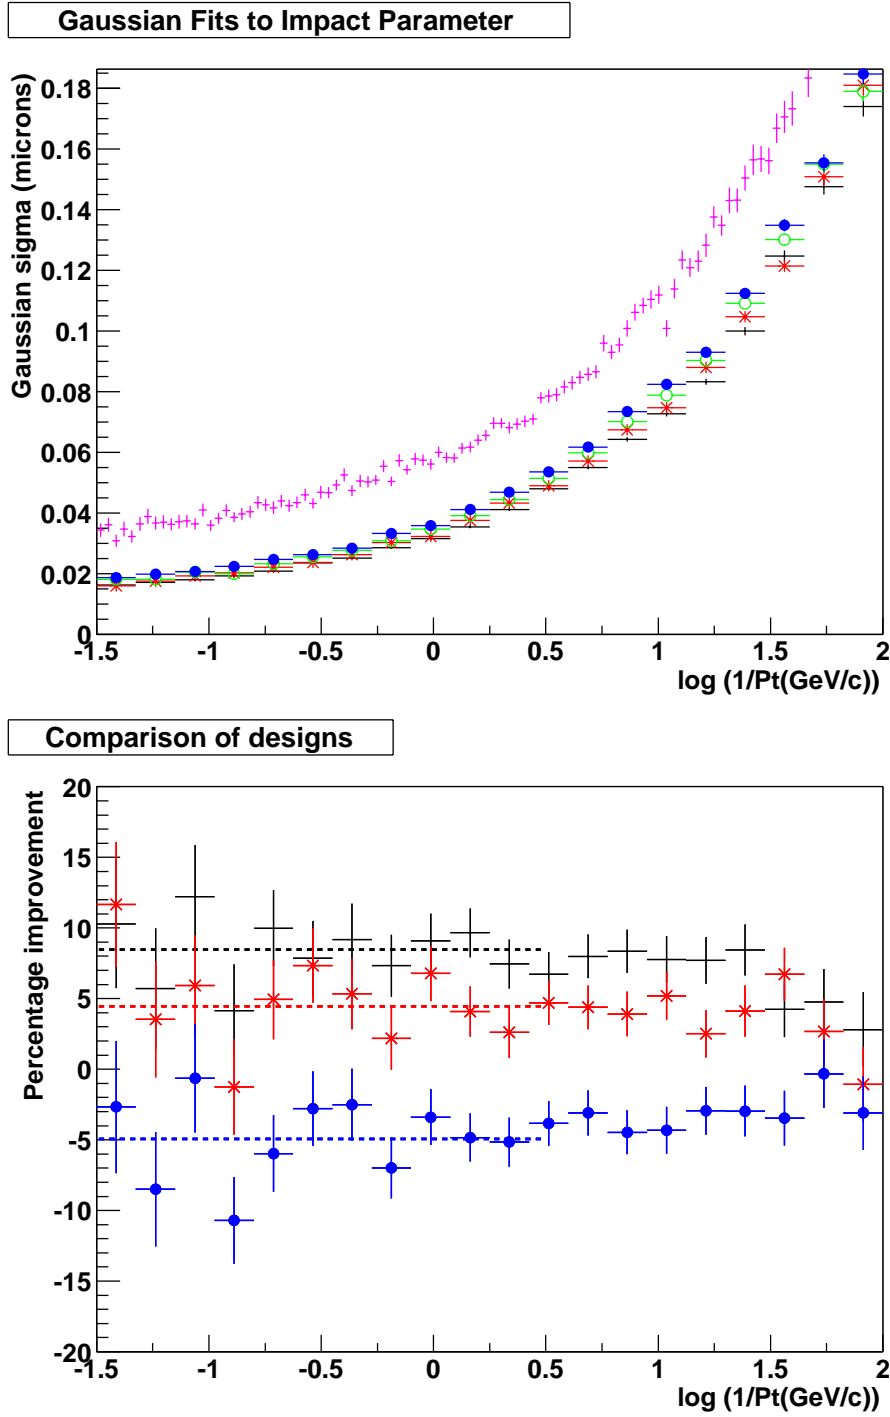 Gaussian Fits to Impact Parameter
Gaussian sigma (microns)
0.18
0.16
0.14
0.12
0.1
0.08
0.06
0.04
0.02
0
-1.5 -1 -0.5 0 0.5 1 1.5 2
log (1/Pt(GeV/c))
Comparison of designs
Percentage improvement
20
15
10
5
0
-5
-10
-15
-20
-1.5 -1 -0.5 0 0.5 1 1.5 2
log (1/Pt(GeV/c))